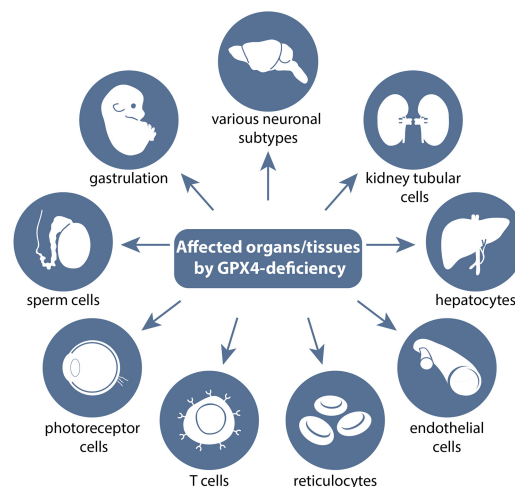 various neuronal
subtypes
gastrulation
kidney tubular
cells
Affected organs/tissues
by GPX4-deficiency
sperm cells
hepatocytes
photoreceptor
cells
endothelial
cells
T cells
reticulocytes